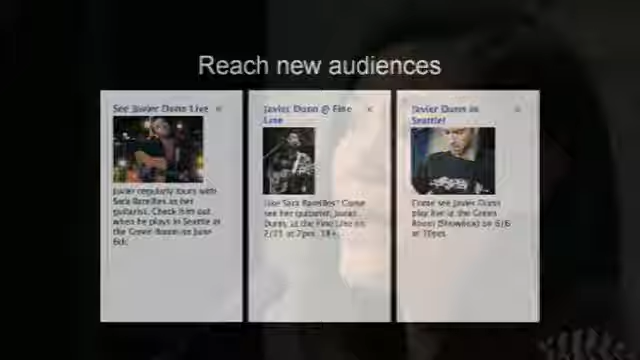 Reach new audiences
See Javier Dunn Live
Javier regularly tours with
Sara Bareilles as her
guitarist. Check him out
when he plays in Seattle at
the Green Room on June
6th!
Javier Dunn @ Fine
Line
Like Sara Bareilles? Come
see her guitarist, Javier
Dunn, at the Fine Line on
at 7pm. 18+.
Javier Dunn in
Seattle!
Come see Javier Dunn
play live at the Green
Room (Showbox) on 6/6
at